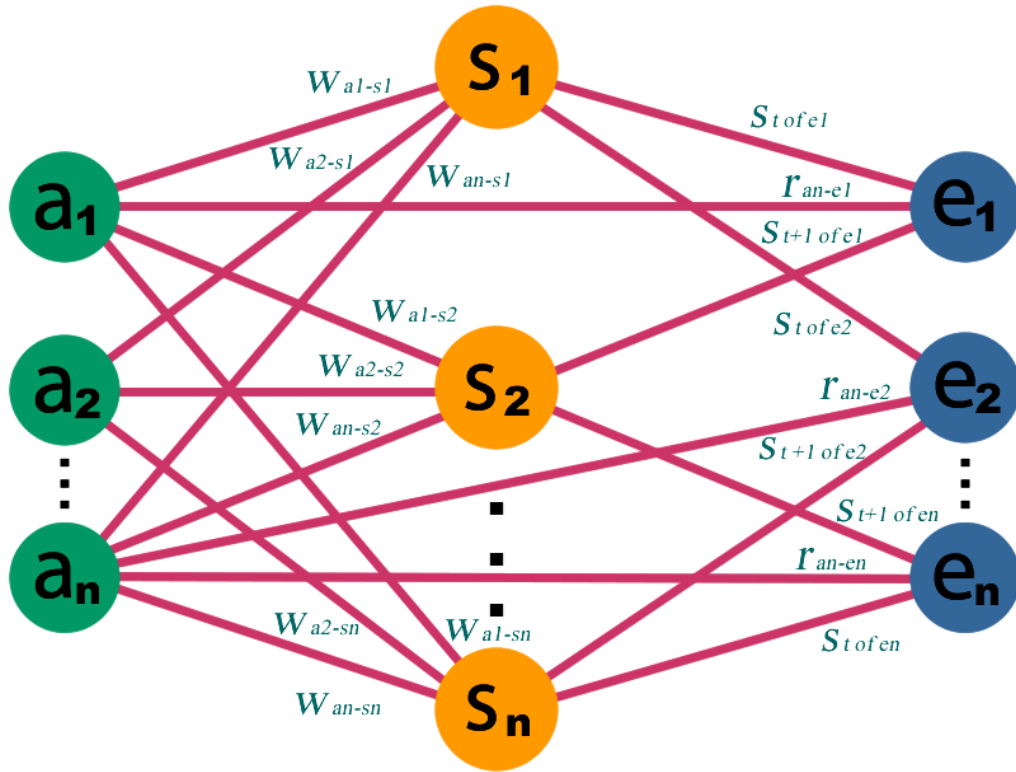 s1
wa1-s1
st of e1
wa2-s1
wan-s1
ran-e1
a1
e1
st+1 of e1
wa1-s2
st of e2
wa2-s2
a2
s2
ran-e2
e2
wan-s2
st+1 of e2
st+1 of en
an
ran-en
en
wa2-sn
wa1-sn
st of en
wan-sn
sn